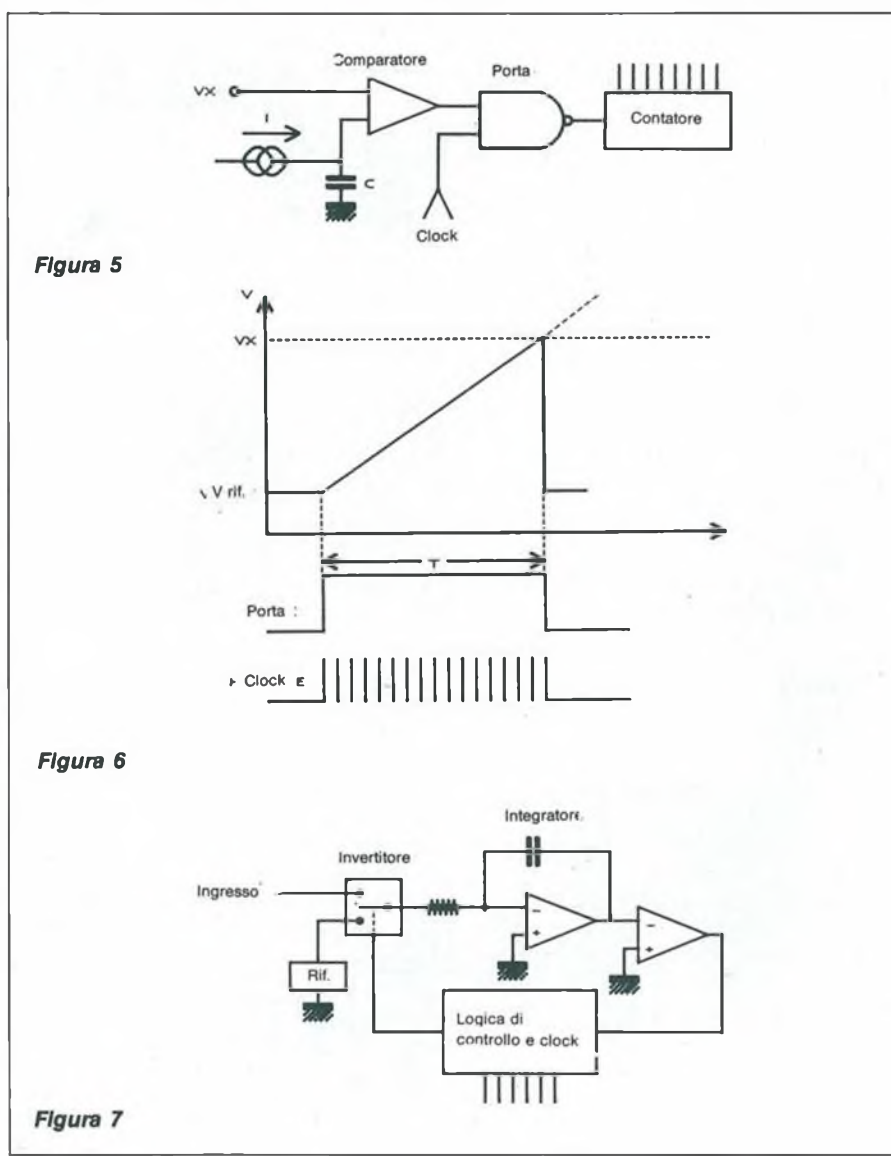 Comparatore
Porta
VX
I
Contatore
C
Clock
Figura 5
V
VX
V rif.
T
Porta
Clock
Figura 6
Integratore
Invertitore
Ingresso
-
+
-
+
Rif.
Logica di
controllo e clock
Figura 7